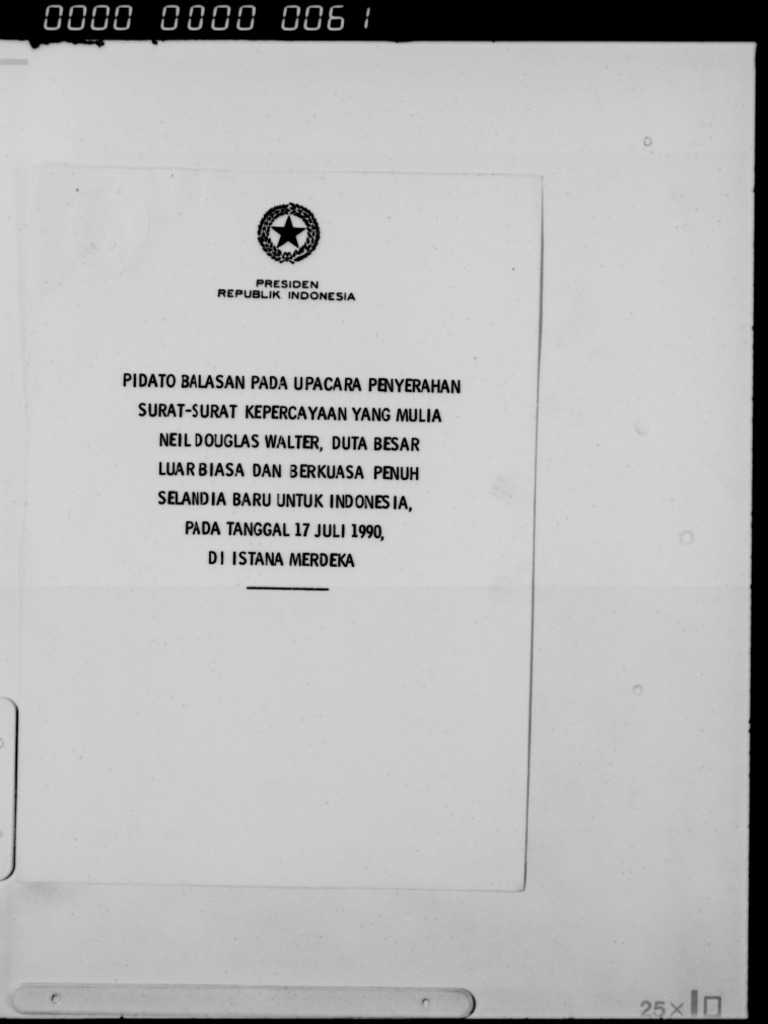 0000 0000 0061
PRESIDEN
REPUBLIK INDONESIA
PIDATO BALASAN PADA UPACARA PENYERAHAN
SURAT-SURAT KEPERCAYAAN YANG MULIA
NEIL DOUGLAS WALTER, DUTA BESAR
LUAR BIASA DAN BERKUASA PENUH
SELANDIA BARU UNTUK INDONESIA,
PADA TANGGAL 17 JULI 1990,
DI ISTANA MERDEKA
25×